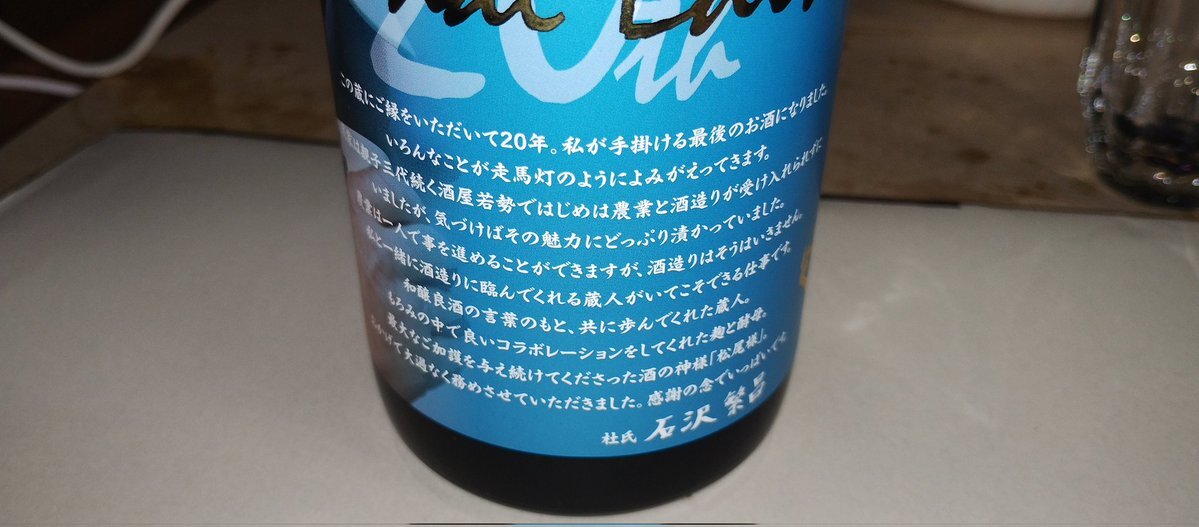 20th
この蔵にご縁をいただいて20年。私が手掛ける最後のお酒になりました。
いろんなことが走馬灯のようによみがえってきます。
は親子三代続く酒屋若勢ではじめは農業と酒造りが受け入れられずに
いましたが、気づけばその魅力にどっぷり漬かっていました。
農業は一人で事を進めることができますが、酒造りはそうはいきません。
私と一緒に酒造りに臨んでくれる蔵人がいてこそできる仕事です。
和醸良酒の言葉のもと、共に歩んでくれた蔵人。
もろみの中で良いコラボレーションをしてくれた麹と酵母。
最大なご加護を与え続けてくださった酒の神様「松尾様」。
おかげで大過なく務めさせていただきました。感謝の念でいっぱいです。
杜氏 石沢 繁昌